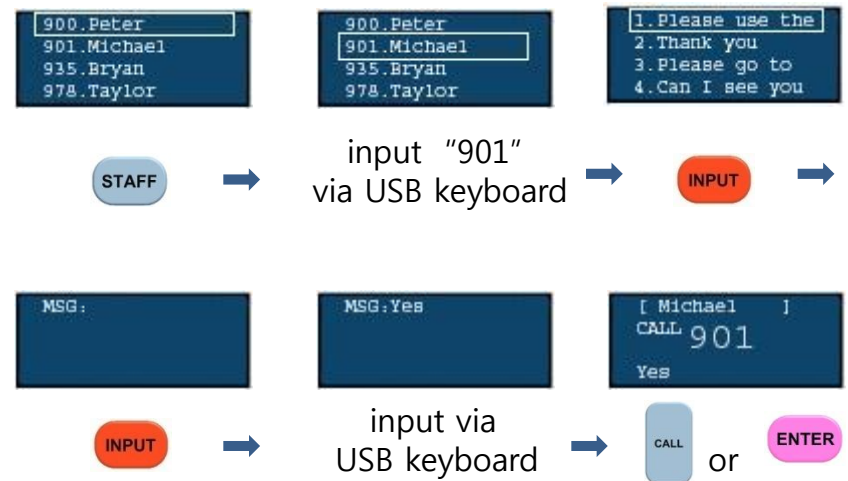 900.Peter
901.Michael
935.Bryan
978.Taylor
900.Peter
901.Michael
935.Bryan
978.Taylor
1.Please use the
2.Thank you
3.Please go to
4.Can I see you
STAFF
input “901”
via USB keyboard
INPUT
MSG:
MSG:Yes
[ Michael ]
CALL 901
Yes
INPUT
input via
USB keyboard
CALL
or
ENTER